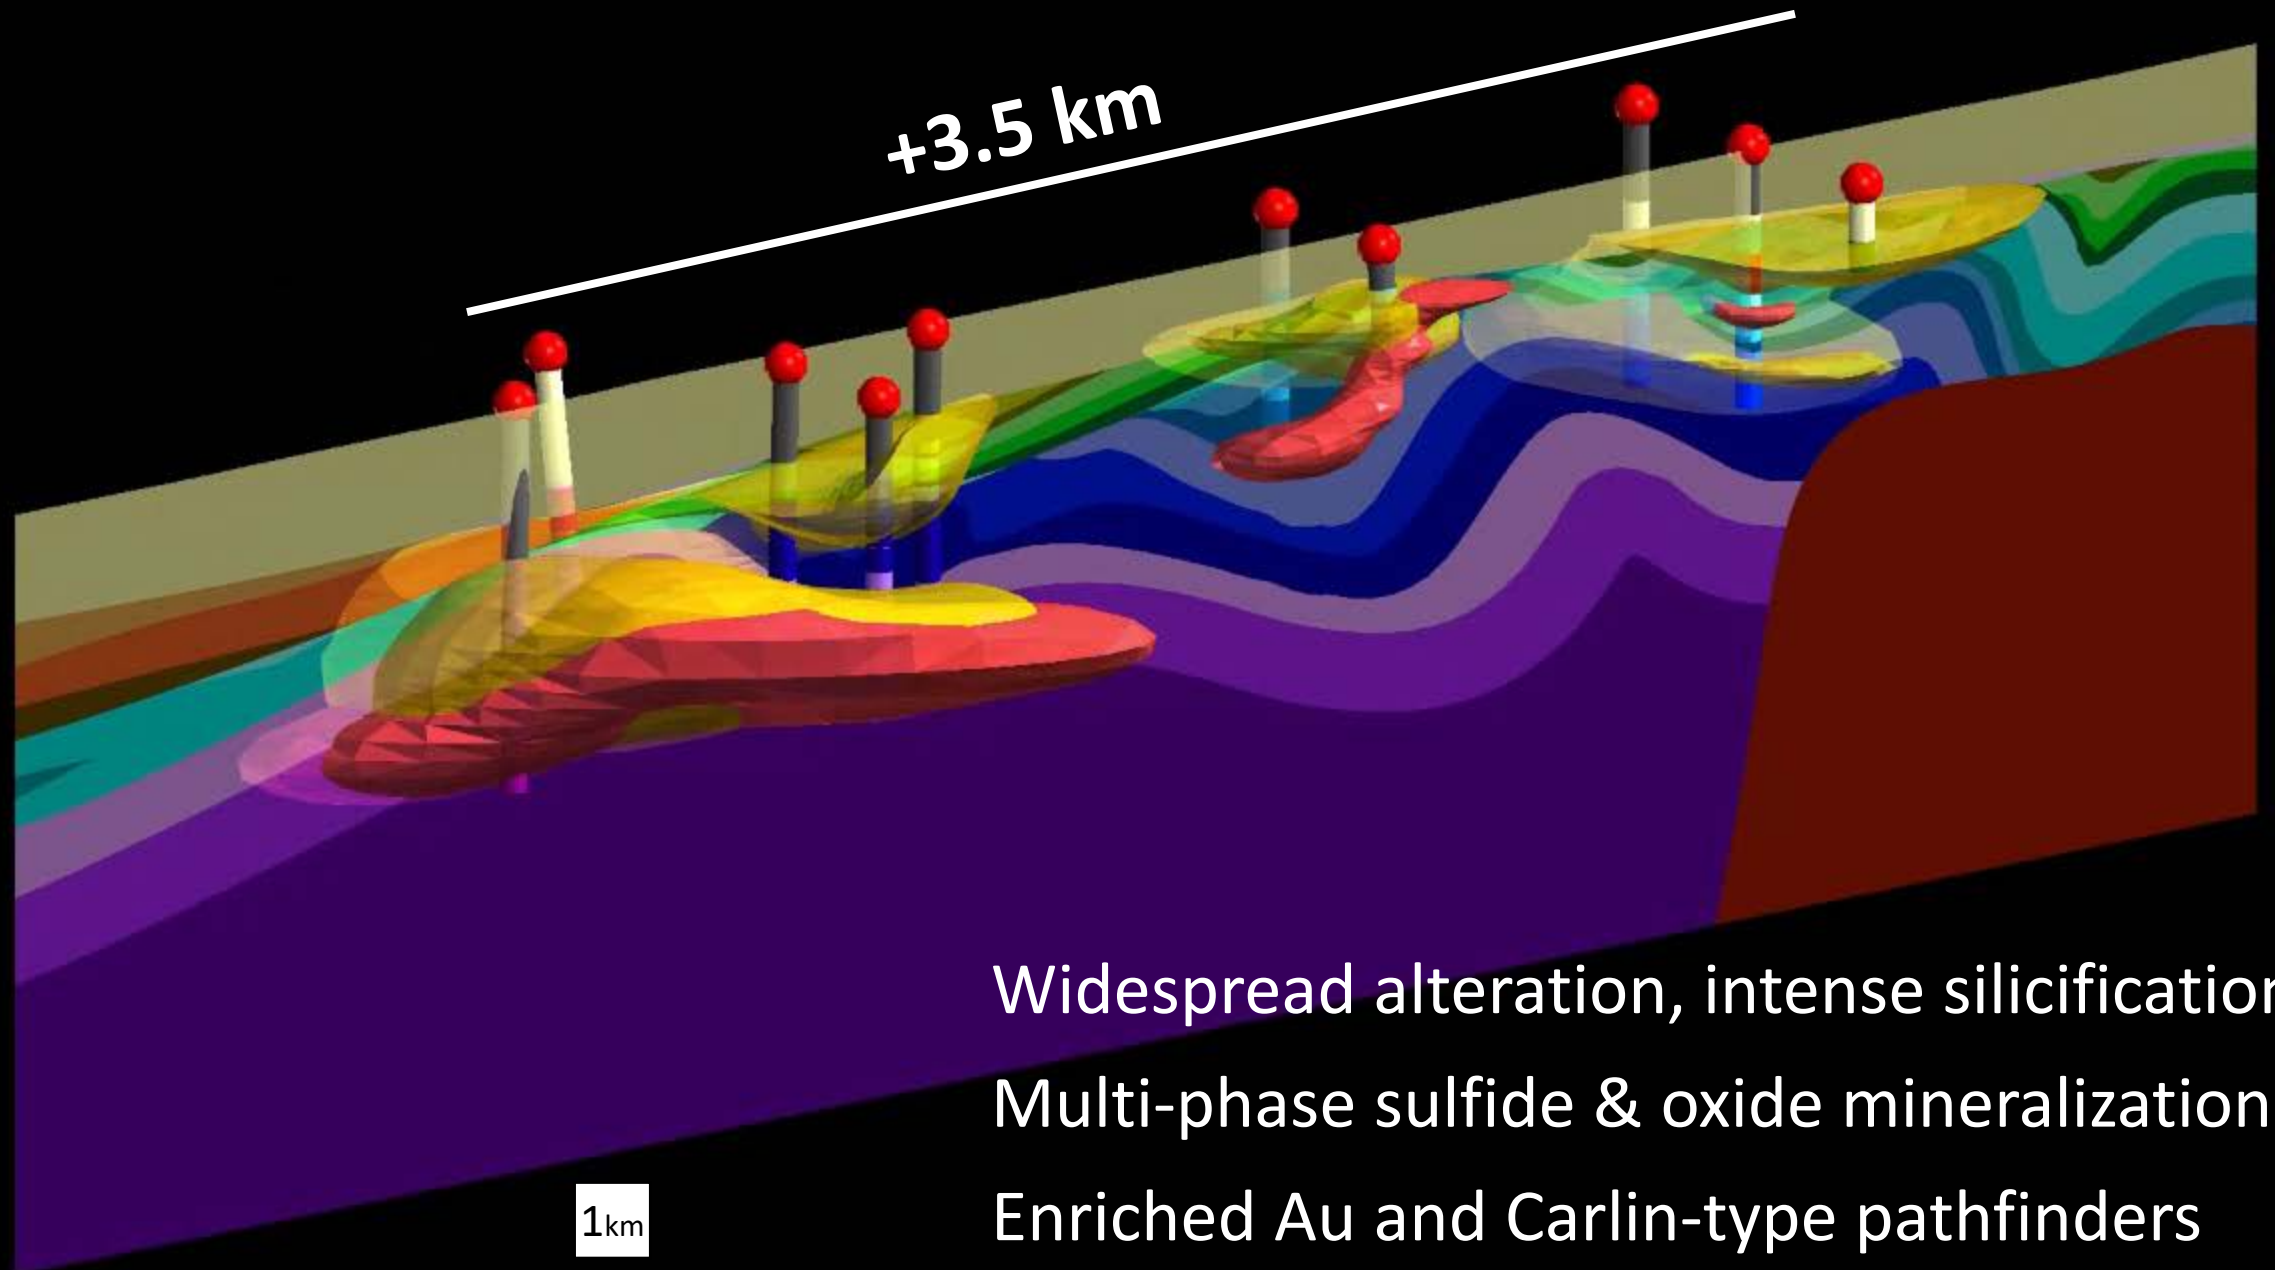 +3.5 km
Widespread alteration, intense silicification
Multi-phase sulfide & oxide mineralization
1km
Enriched Au and Carlin-type pathfinders